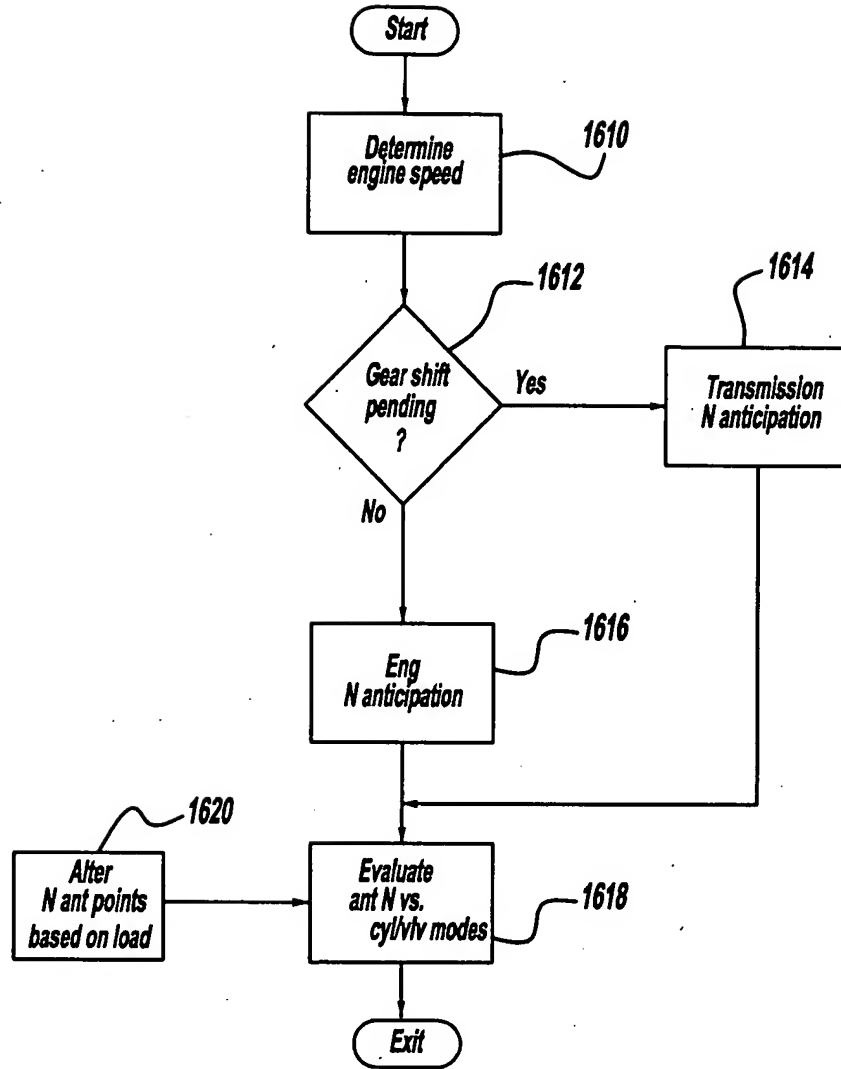 Start
Determine
engine speed
1610
Gear shift
pending
?
1612
Yes
Transmission
N anticipation
1614
No
Eng
N anticipation
1616
Alter
N ant points
based on load
1620
Evaluate
ant N vs.
cyl/vlv modes
1618
Exit